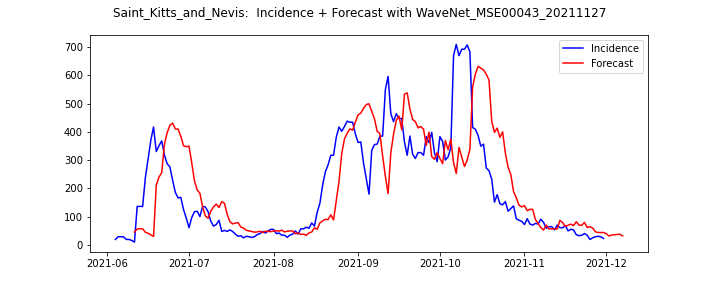 Saint_Kitts_and_Nevis:  Incidence + Forecast with WaveNet_MSE00043_20211127
Incidence
Forecast
700
600
500
400
300
200
100
0
2021-06 2021-07 2021-08 2021-09 2021-10 2021-11 2021-12